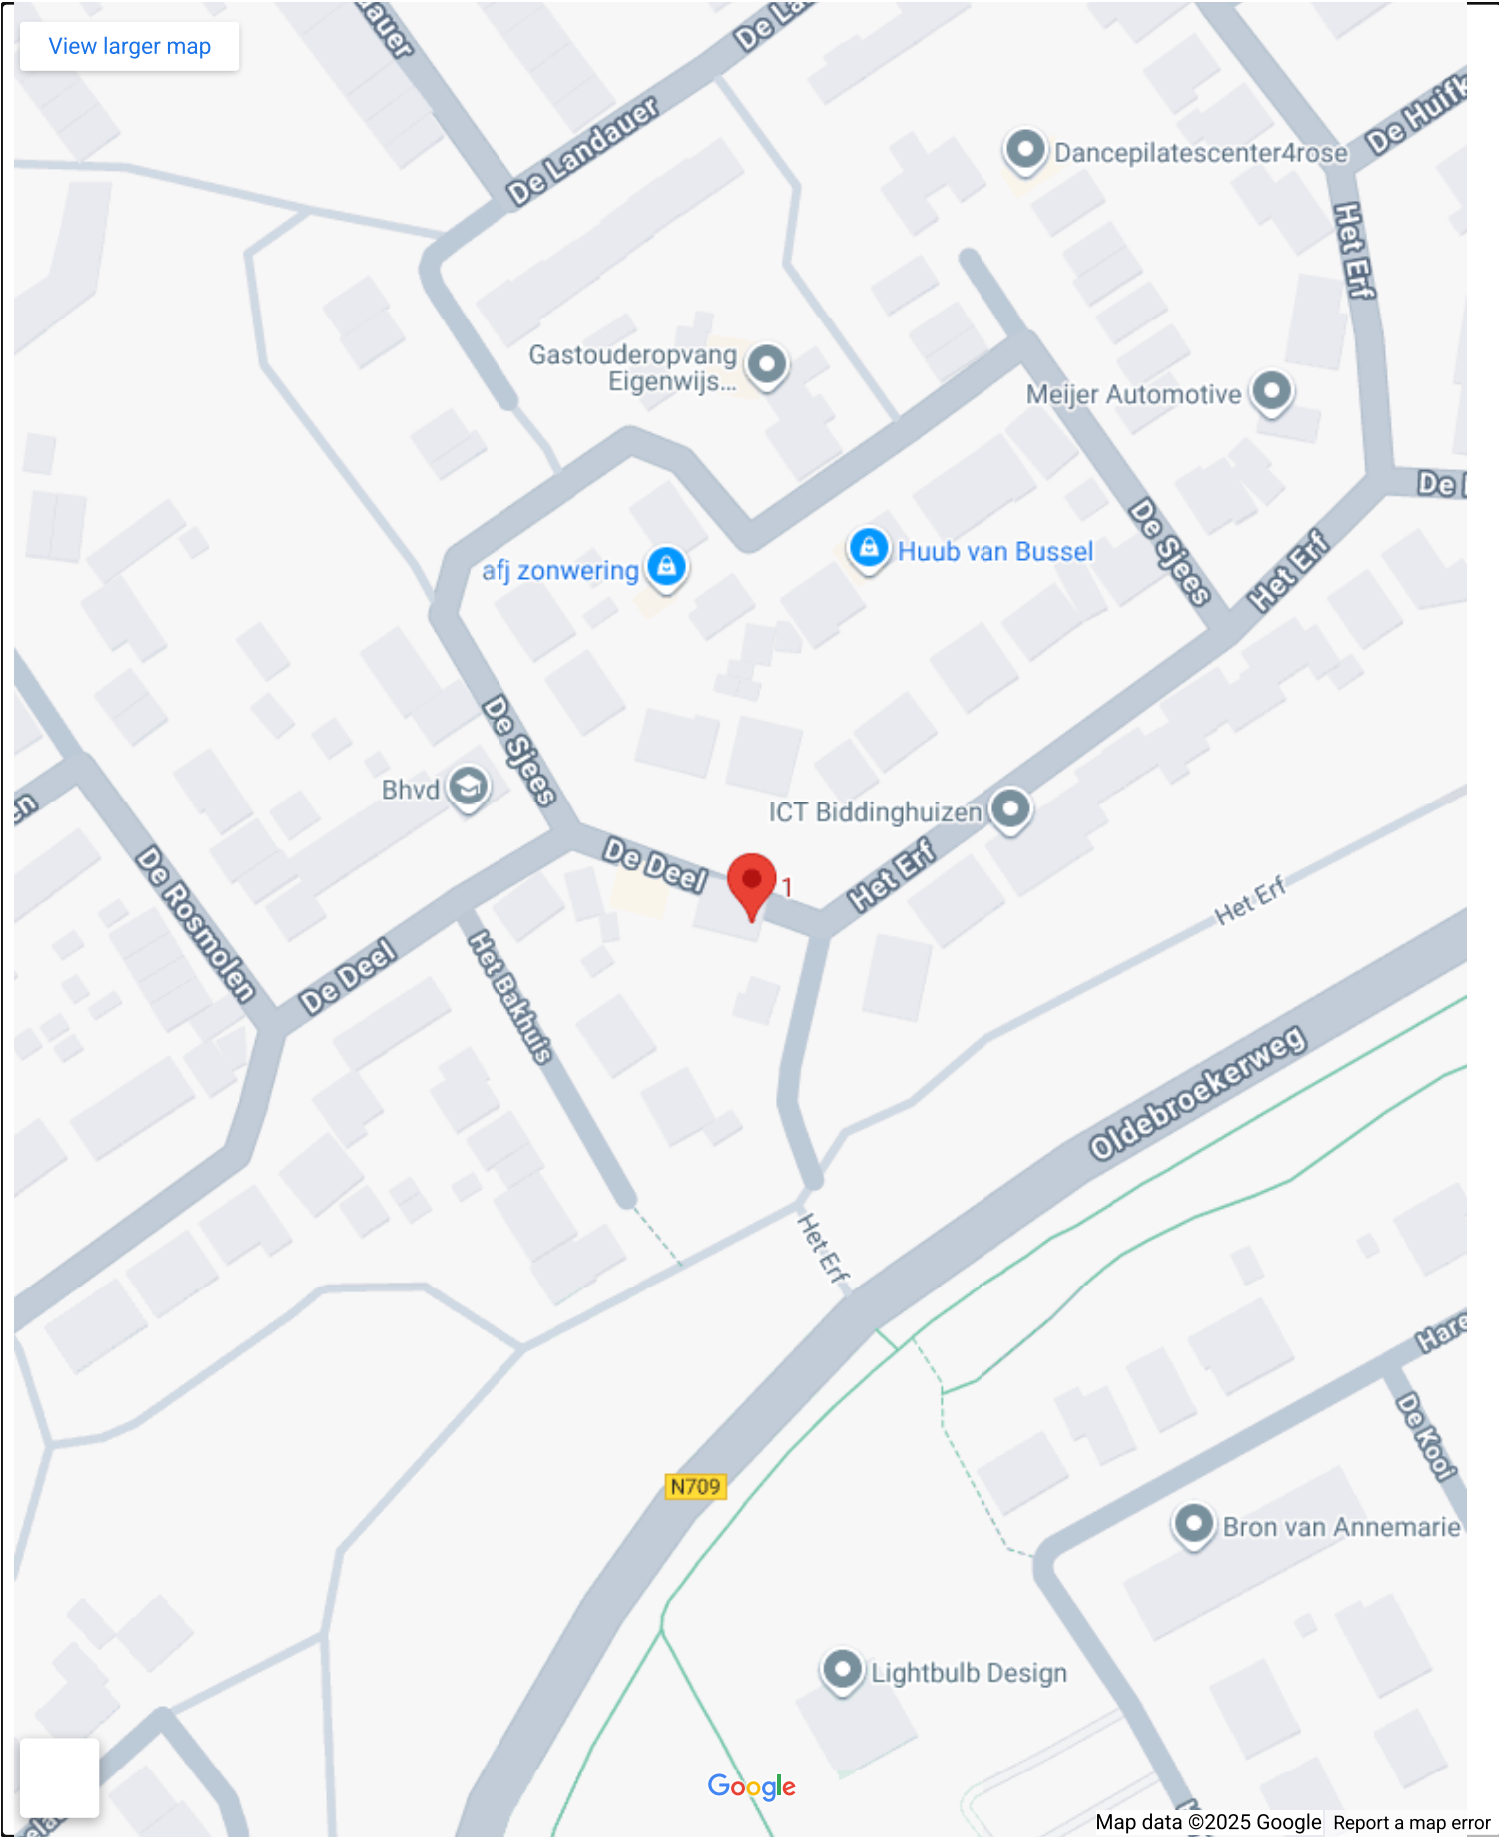 View larger map
De Landauer
Dancepilatescenter4rose
Het Erf
Gastouderopvang
Eigenwijs...
Meijer Automotive
De Sjees
Het Erf
Huub van Bussel
afj zonwering
De Sjees
Bhvd
ICT Biddinghuizen
De Deel
1
Het Erf
Het Erf
De Rosmolen
De Deel
Het Bakhuis
Oldebroekerweg
Het Erf
De Kooi
N709
Bron van Annemarie
Lightbulb Design
Google
Map data ©2025 Google
Report a map error